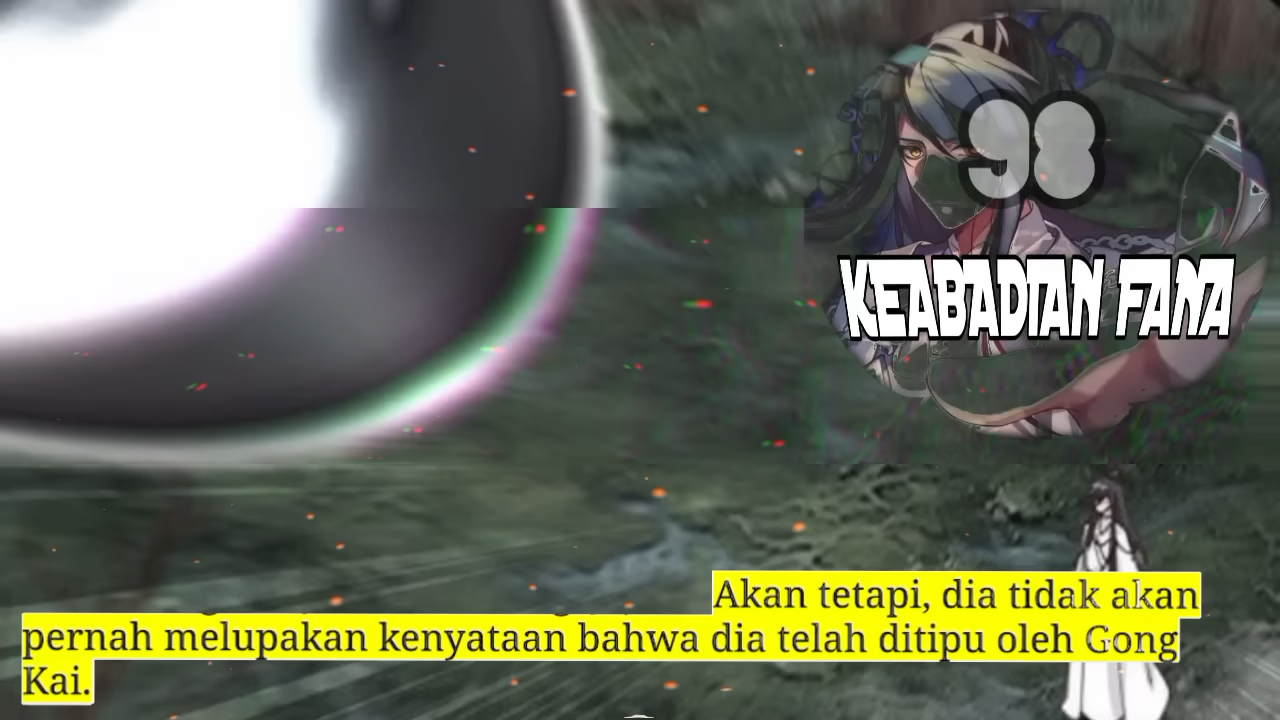 98
KEABADIAN FANA
Akan tetapi, dia tidak akan
pernah melupakan kenyataan bahwa dia telah ditipu oleh Gong
Kai.